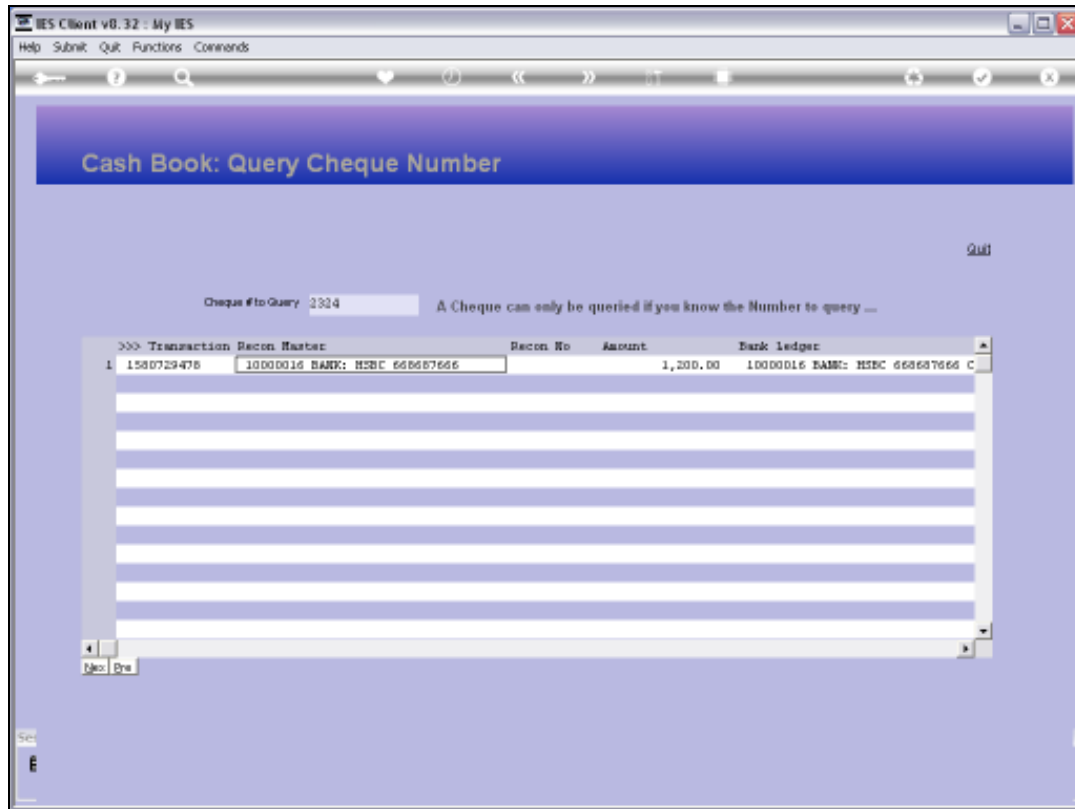 IES Client v8.32 : My IES
Help Submit Quit Functions Commands
Cash Book: Query Cheque Number
Quit
Cheque # to Query 2324 A Cheque can only be queried if you know the Number to query ...
>>> Transaction Recon Master Recon No Amount Bank ledger
1 1580729478 10000016 BANK: HSBC 668687666 1,200.00 10000016 BANK: HSBC 668687666 C
Nex Pre
Se